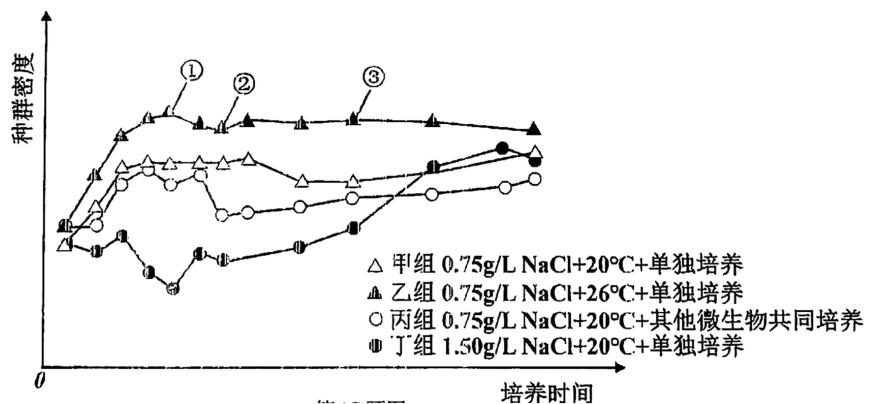 种群密度
①
②
③
△ 甲组 0.75g/L NaCl+20℃+单独培养
▲ 乙组 0.75g/L NaCl+26℃+单独培养
○ 丙组 0.75g/L NaCl+20℃+其他微生物共同培养
丁组 1.50g/L NaCl+20℃+单独培养
0
培养时间